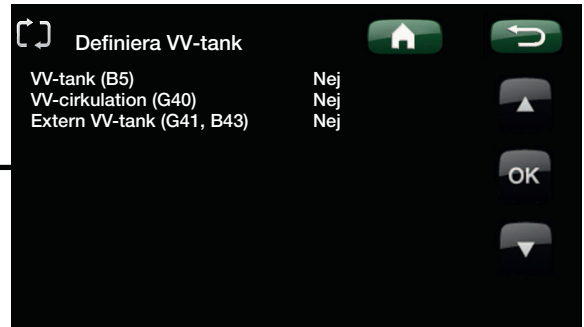 Definiera VV-tank
VV-tank (B5) Nej
VV-cirkulation (G40) Nej
Extern VV-tank (G41, B43) Nej
OK